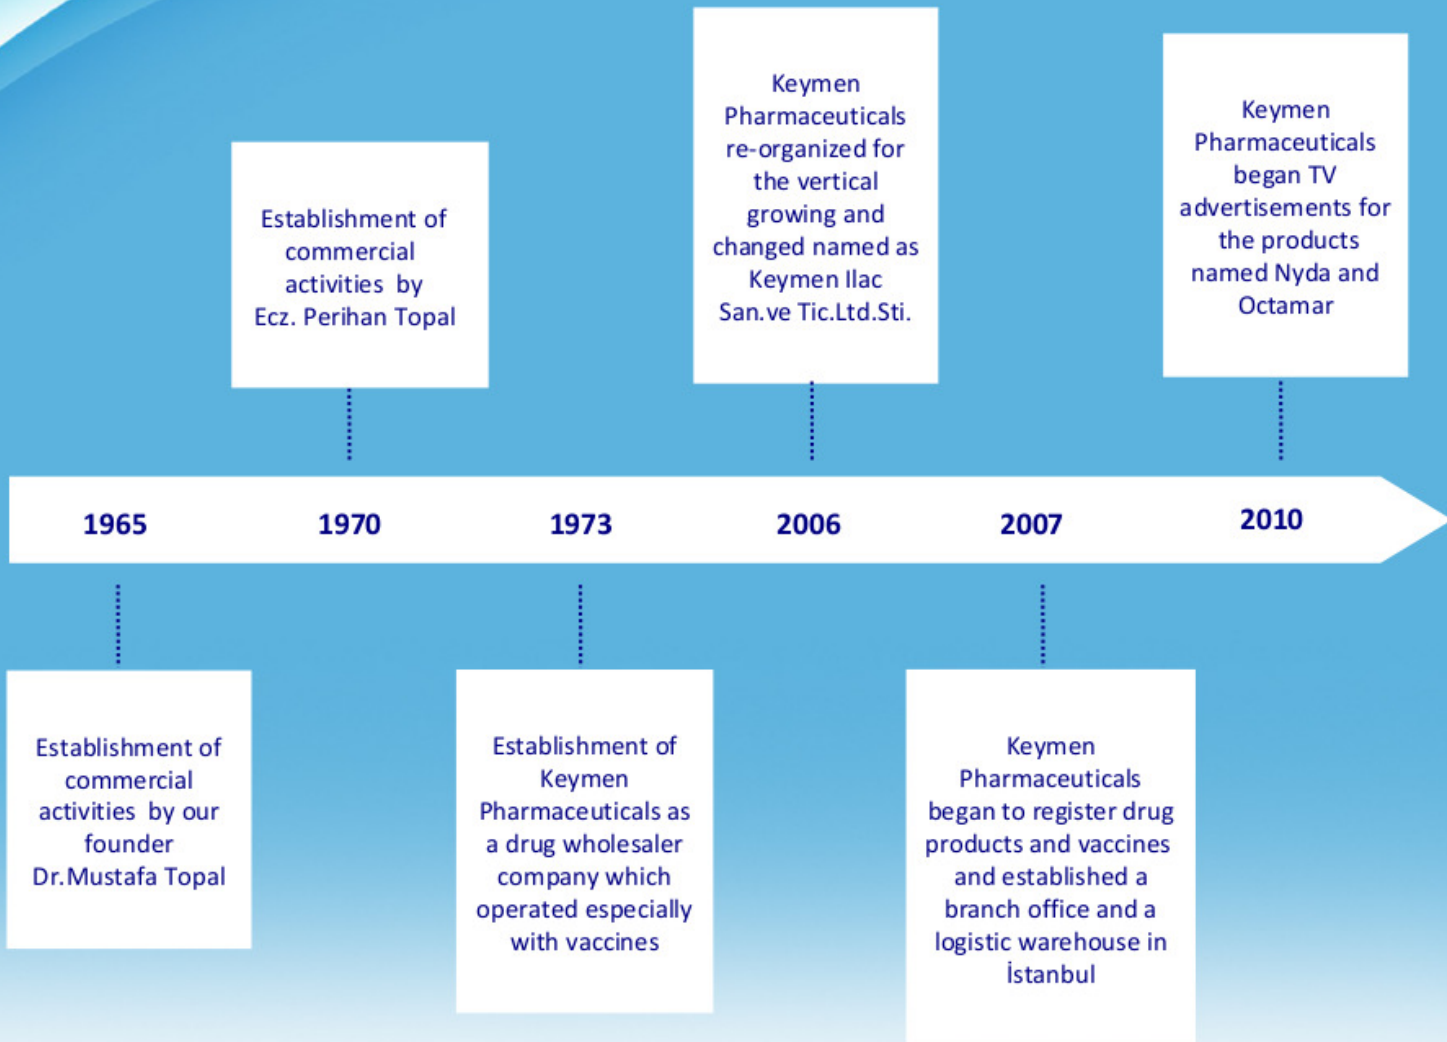 Keymen
Pharmaceuticals
re-organized for
the vertical
growing and
changed named as
Keymen Ilac
San.ve Tic.Ltd.Sti.
Keymen
Pharmaceuticals
began TV
advertisements for
the products
named Nyda and
Octamar
Establishment of
commercial
activities by
Ecz. Perihan Topal
1965
1970
1973
2006
2007
2010
Establishment of
commercial
activities by our
founder
Dr.Mustafa Topal
Establishment of
Keymen
Pharmaceuticals as
a drug wholesaler
company which
operated especially
with vaccines
Keymen
Pharmaceuticals
began to register drug
products and vaccines
and established a
branch office and a
logistic warehouse in
İstanbul